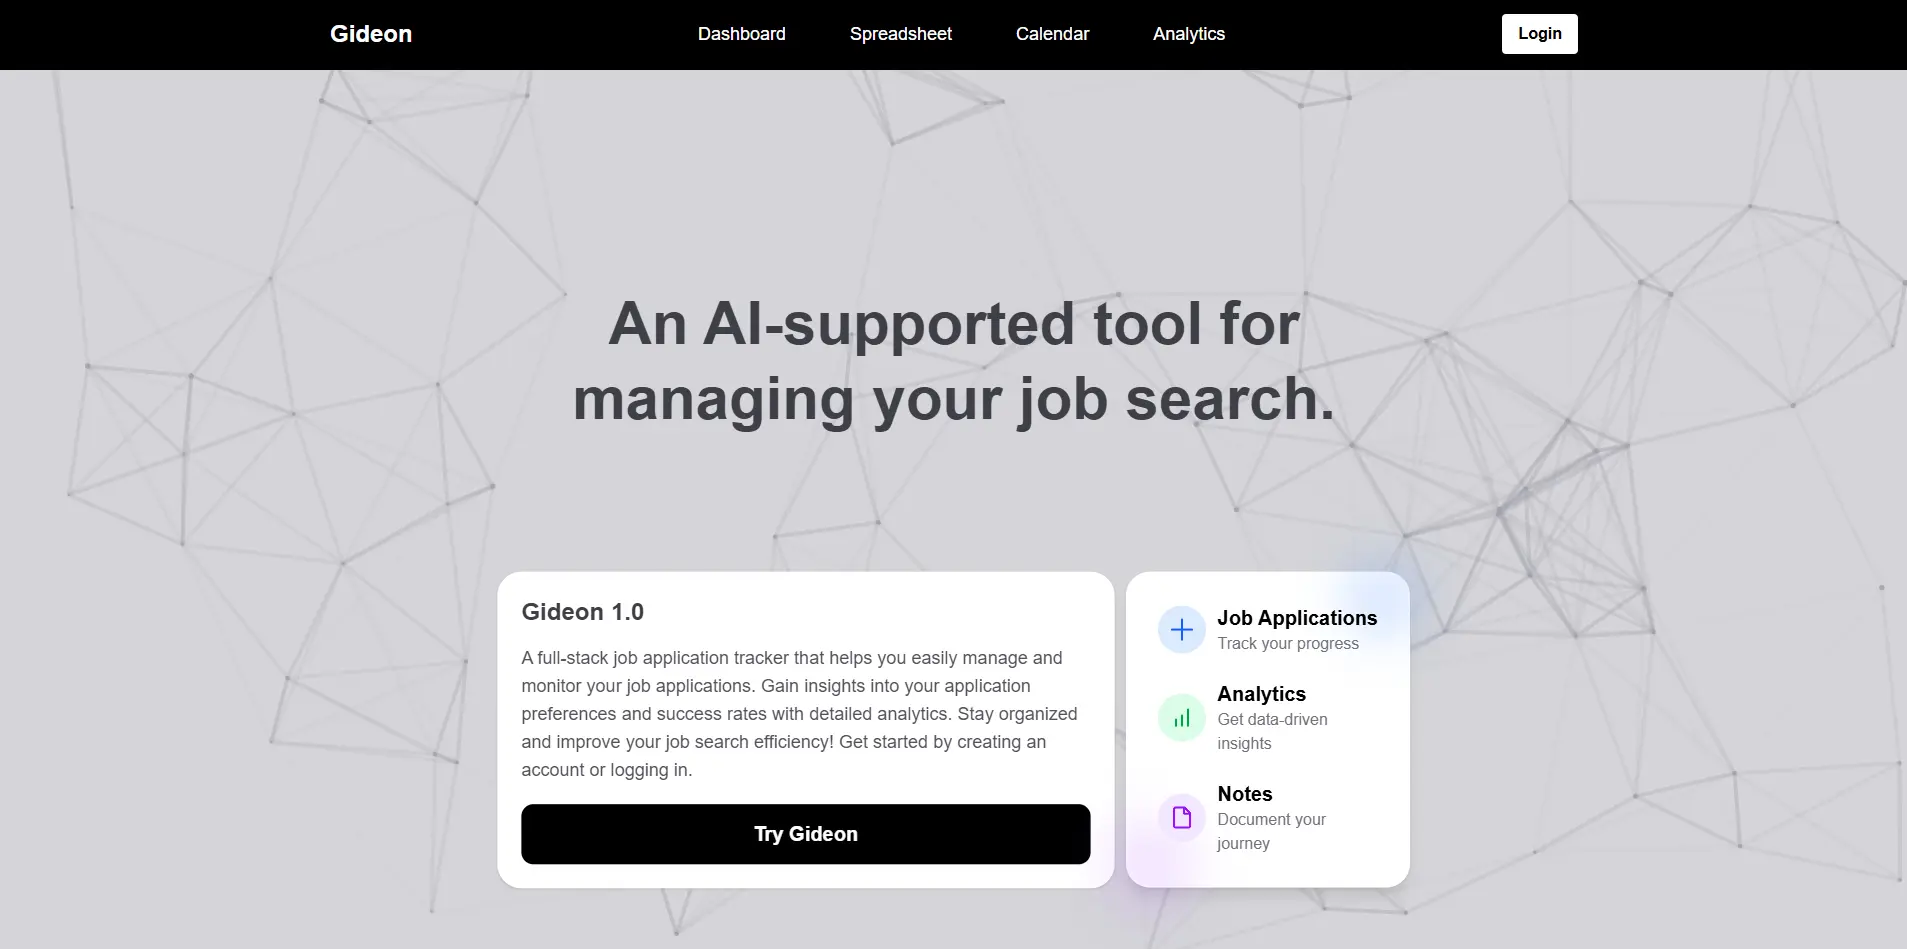 Gideon
Dashboard
Spreadsheet
Calendar
Analytics
Login
An AI-supported tool for
managing your job search.
Gideon 1.0
A full-stack job application tracker that helps you easily manage and
monitor your job applications. Gain insights into your application
preferences and success rates with detailed analytics. Stay organized
and improve your job search efficiency! Get started by creating an
account or logging in.
Try Gideon
Job Applications
Track your progress
Analytics
Get data-driven
insights
Notes
Document your
journey